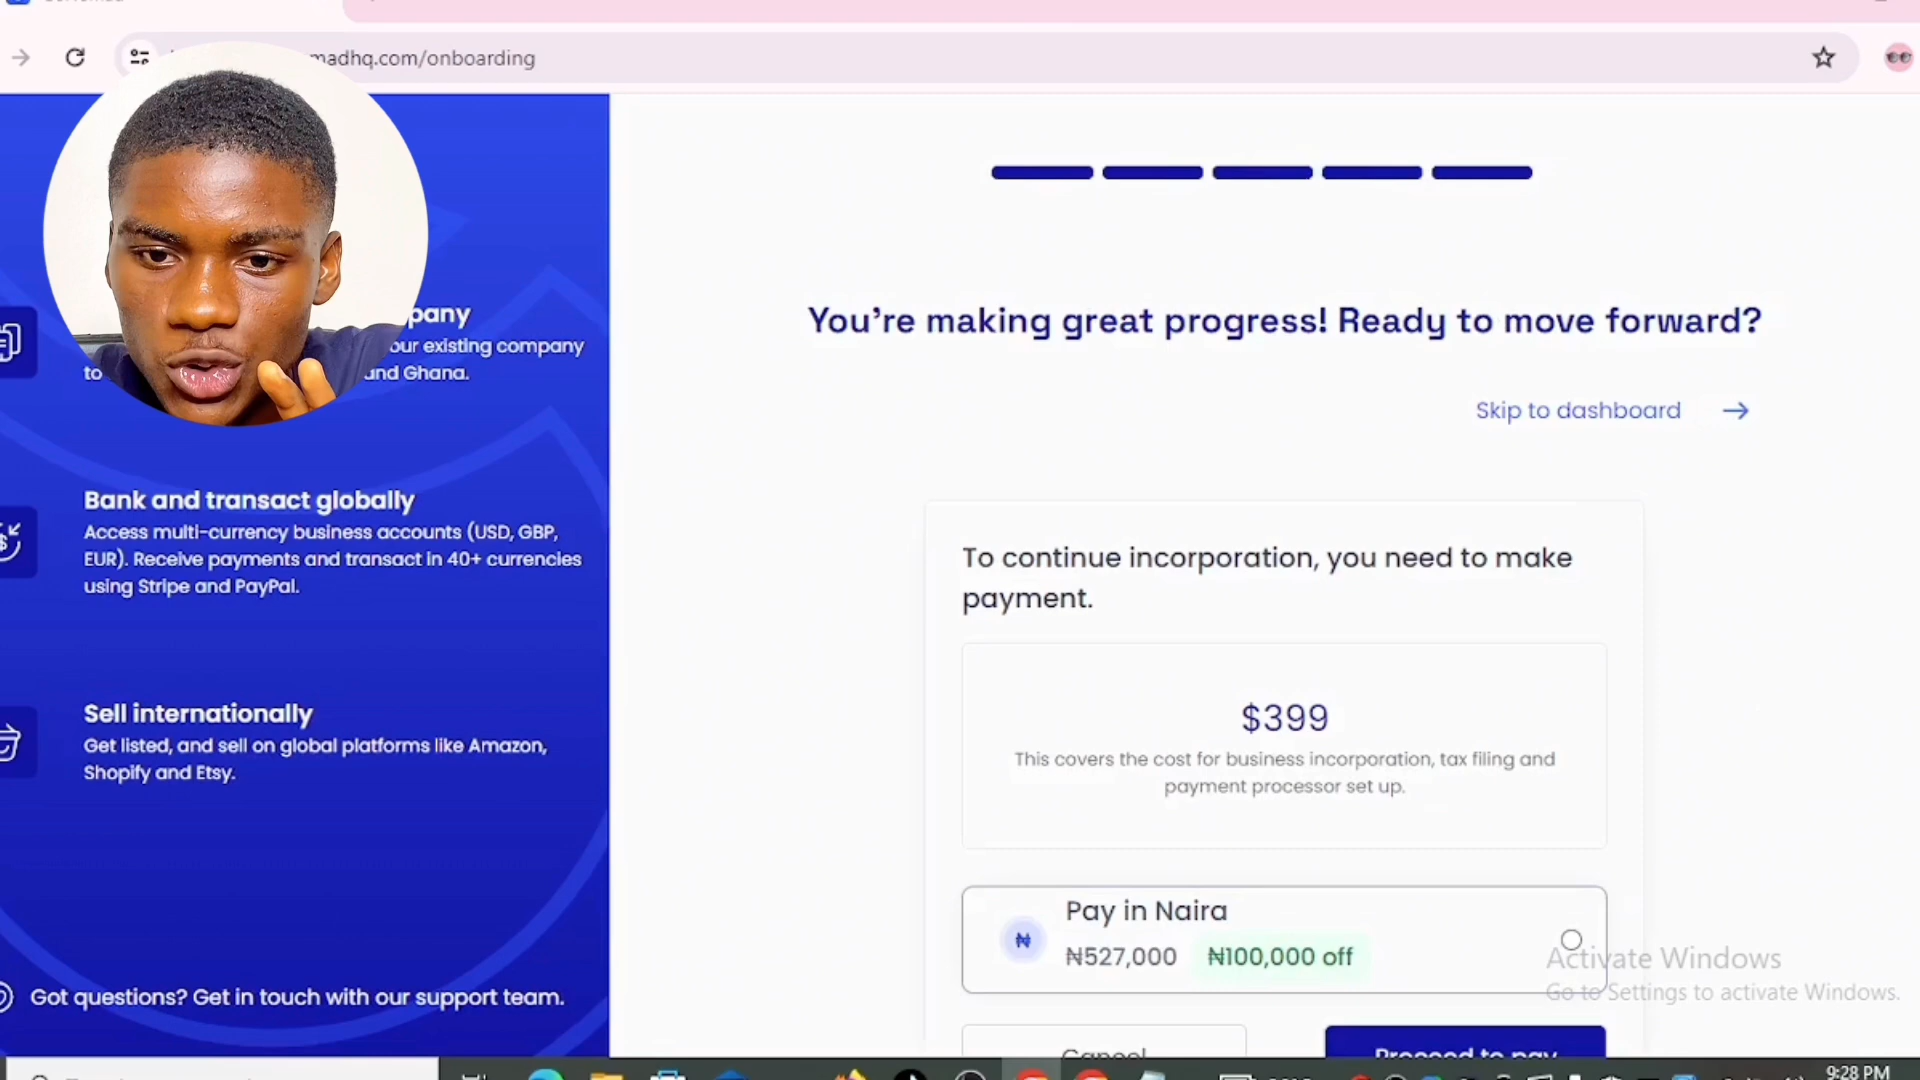 madhq.com/onboarding
pany
our existing company
to and Ghana.
Bank and transact globally
Access multi-currency business accounts (USD, GBP,
EUR). Receive payments and transact in 40+ currencies
using Stripe and PayPal.
Sell internationally
Get listed, and sell on global platforms like Amazon,
Shopify and Etsy.
Got questions? Get in touch with our support team.
You're making great progress! Ready to move forward?
Skip to dashboard
To continue incorporation, you need to make
payment.
$399
This covers the cost for business incorporation, tax filing and
payment processor set up.
Pay in Naira
₦
₦527,000 ₦100,000 off
Activate Windows
Go to Settings to activate Windows.
Cancel Proceed to pay
9:28 PM